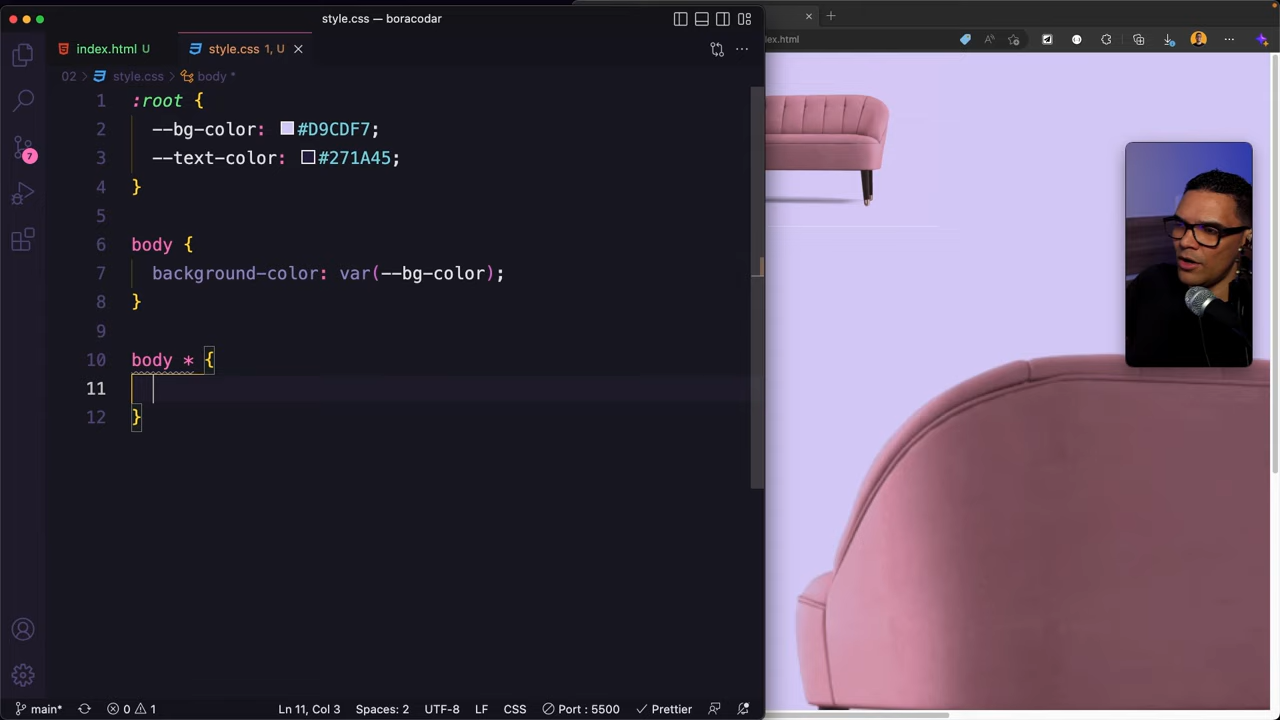 style.css — boracodar
index.html U
style.css 1, U
02 > style.css > body *
.html
1 :root {
2 --bg-color: #D9CDF7;
3 --text-color: #271A45;
4 }
5
6 body {
7 background-color: var(--bg-color);
8 }
9
10 body * {
11
12 }
7
main* 0 1 Ln 11, Col 3 Spaces: 2 UTF-8 LF CSS Port : 5500 Prettier